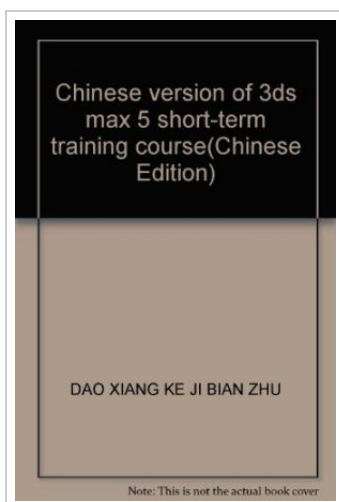 Chinese version of 3ds
max 5 short-term
training course(Chinese
Edition)
DAO XIANG KE JI BIAN ZHU
Note: This is not the actual book cover